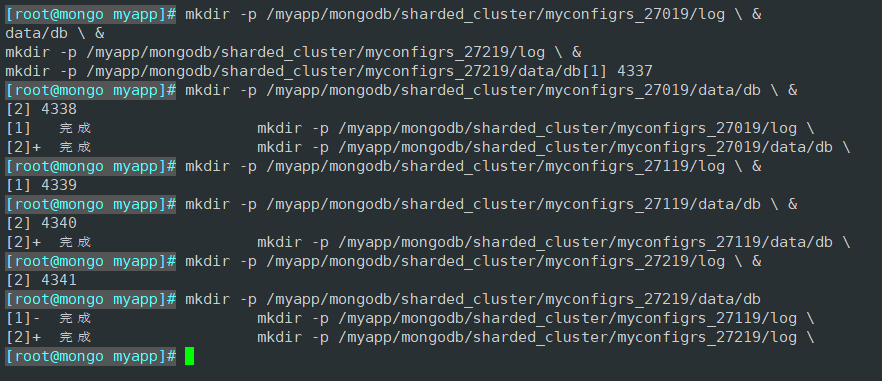 [root@mongo myapp]# mkdir -p /myapp/mongodb/sharded_cluster/myconfigrs_27019/log \ &
data/db \ &
mkdir -p /myapp/mongodb/sharded_cluster/myconfigrs_27219/log \ &
mkdir -p /myapp/mongodb/sharded_cluster/myconfigrs_27219/data/db[1] 4337
[root@mongo myapp]# mkdir -p /myapp/mongodb/sharded_cluster/myconfigrs_27019/data/db \ &
[2] 4338
[1]   完成                  mkdir -p /myapp/mongodb/sharded_cluster/myconfigrs_27019/log \
[2]+  完成                  mkdir -p /myapp/mongodb/sharded_cluster/myconfigrs_27019/data/db \
[root@mongo myapp]# mkdir -p /myapp/mongodb/sharded_cluster/myconfigrs_27119/log \ &
[1] 4339
[root@mongo myapp]# mkdir -p /myapp/mongodb/sharded_cluster/myconfigrs_27119/data/db \ &
[2] 4340
[2]+  完成                  mkdir -p /myapp/mongodb/sharded_cluster/myconfigrs_27119/data/db \
[root@mongo myapp]# mkdir -p /myapp/mongodb/sharded_cluster/myconfigrs_27219/log \ &
[2] 4341
[root@mongo myapp]# mkdir -p /myapp/mongodb/sharded_cluster/myconfigrs_27219/data/db
[1]-  完成                  mkdir -p /myapp/mongodb/sharded_cluster/myconfigrs_27119/log \
[2]+  完成                  mkdir -p /myapp/mongodb/sharded_cluster/myconfigrs_27219/log \
[root@mongo myapp]#